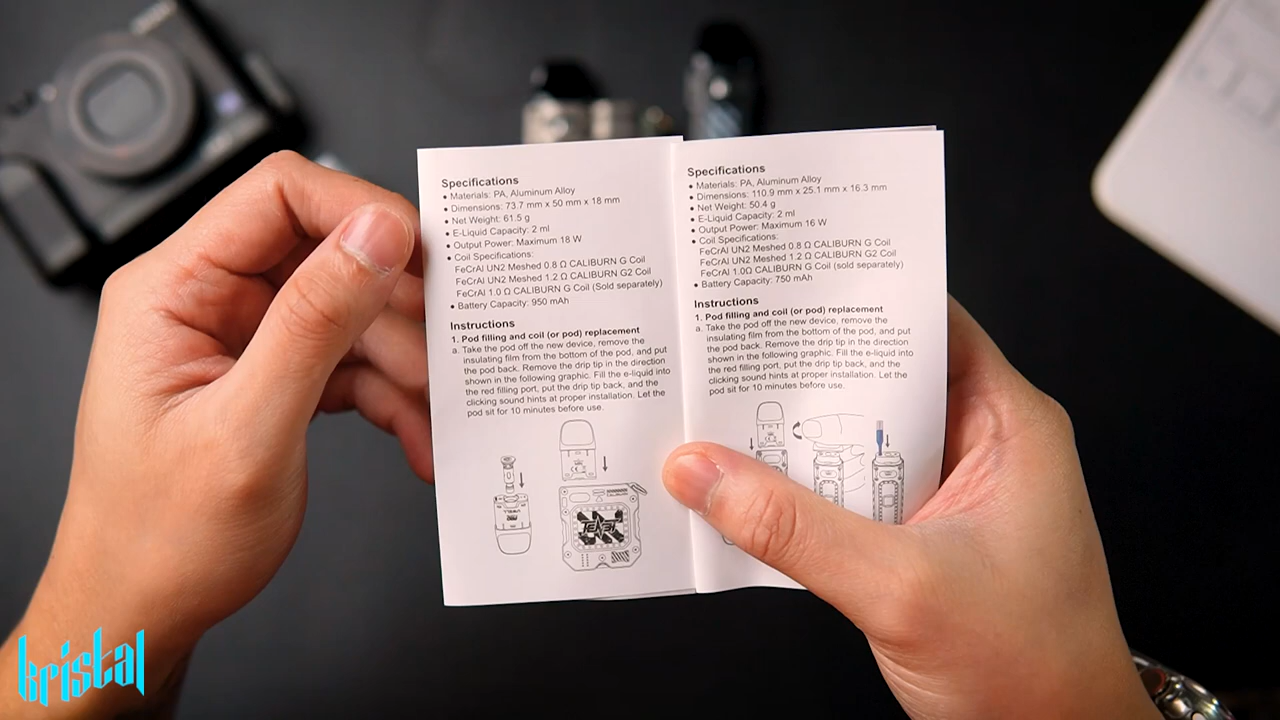 Specifications
• Materials: PA, Aluminum Alloy
• Dimensions: 73.7 mm x 50 mm x 18 mm
• Net Weight: 61.5 g
• E-Liquid Capacity: 2 ml
• Output Power: Maximum 18 W
• Coil Specifications:
FeCrAl UN2 Meshed 0.8 Ω CALIBURN G Coil
FeCrAl UN2 Meshed 1.2 Ω CALIBURN G2 Coil
FeCrAl 1.0 Ω CALIBURN G Coil (Sold separately)
• Battery Capacity: 950 mAh
Instructions
1. Pod filling and coil (or pod) replacement
a. Take the pod off the new device, remove the
insulating film from the bottom of the pod, and put
the pod back. Remove the drip tip in the direction
shown in the following graphic. Fill the e-liquid into
the red filling port, put the drip tip back, and the
clicking sound hints at proper installation. Let the
pod sit for 10 minutes before use.
CALIBURN
TENET
Specifications
• Materials: PA, Aluminum Alloy
• Dimensions: 110.9 mm x 25.1 mm x 16.3 mm
• Net Weight: 50.4 g
• E-Liquid Capacity: 2 ml
• Output Power: Maximum 16 W
• Coil Specifications:
FeCrAl UN2 Meshed 0.8 Ω CALIBURN G Coil
FeCrAl UN2 Meshed 1.2 Ω CALIBURN G2 Coil
FeCrAl 1.0Ω CALIBURN G Coil (sold separately)
• Battery Capacity: 750 mAh
Instructions
1. Pod filling and coil (or pod) replacement
a. Take the pod off the new device, remove the
insulating film from the bottom of the pod, and put
the pod back. Remove the drip tip in the direction
shown in the following graphic. Fill the e-liquid into
the red filling port, put the drip tip back, and the
clicking sound hints at proper installation. Let the
pod sit for 10 minutes before use.
kristal